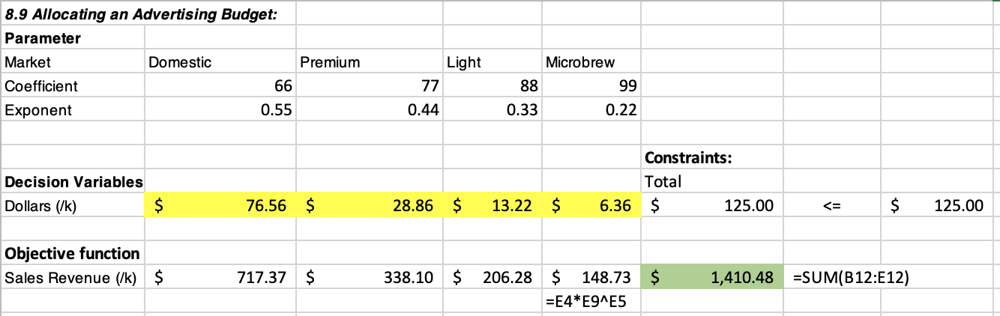 8.9 Allocating an Advertising Budget:
Parameter
Market Domestic Premium Light Microbrew
Coefficient 66 77 88 99
Exponent 0.55 0.44 0.33 0.22
Constraints:
Decision Variables Total
Dollars (/k) $ 76.56 $ 28.86 $ 13.22 $ 6.36 $ 125.00 <= $ 125.00
Objective function
Sales Revenue (/k) $ 717.37 $ 338.10 $ 206.28 $ 148.73 $ 1,410.48 =SUM(B12:E12)
=E4*E9^E5